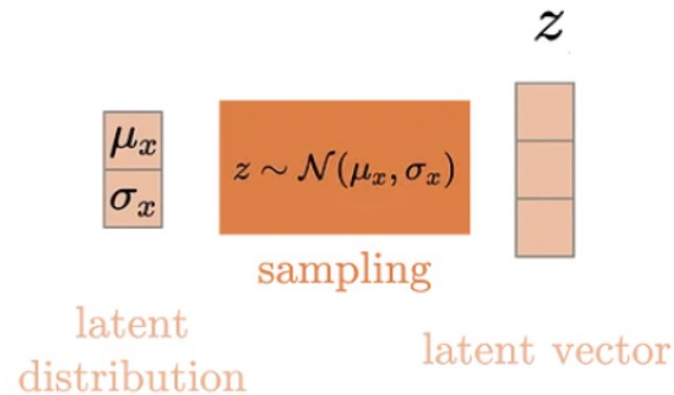 z
μₓ
σₓ
z ∼ 𝒩(μₓ, σₓ)
sampling
latent
distribution
latent vector